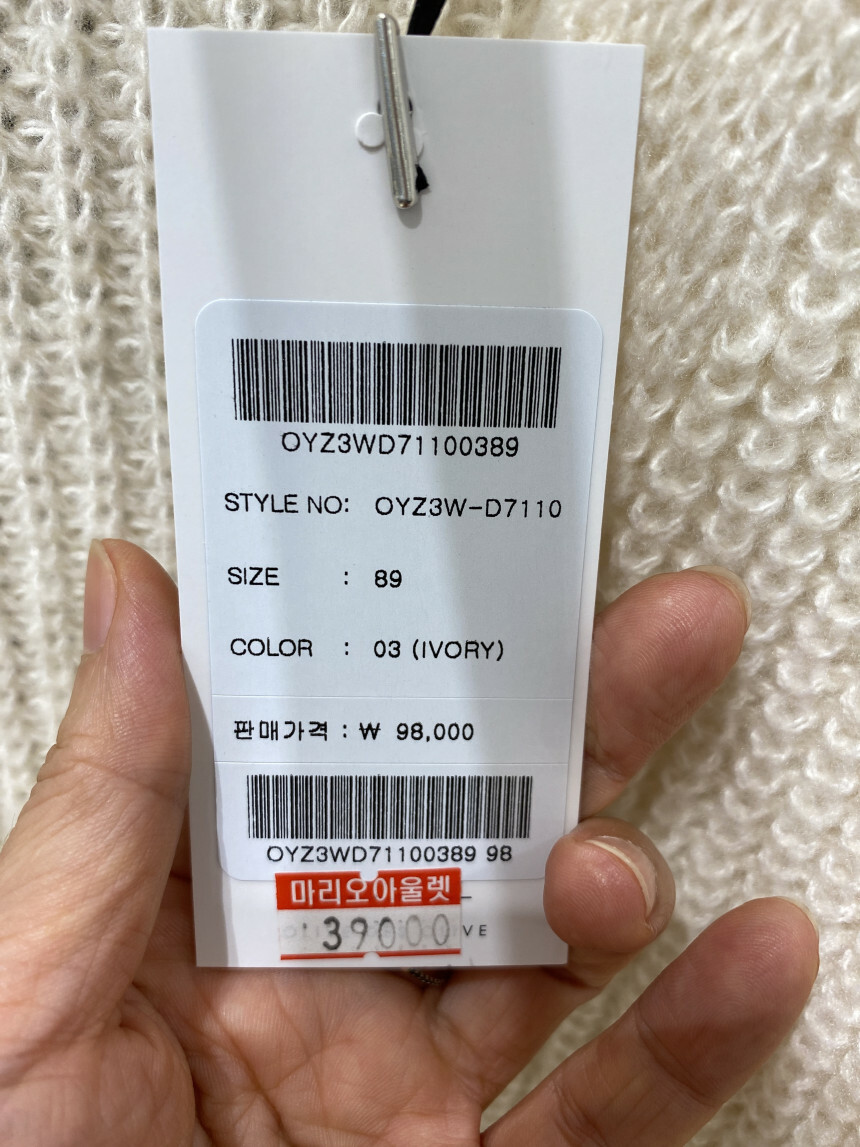 OYZ3WD71100389
STYLE NO: OYZ3W-D7110
SIZE : 89
COLOR : 03 (IVORY)
판매가격 : ₩ 98,000
OYZ3WD71100389 98
마리오아울렛
39000